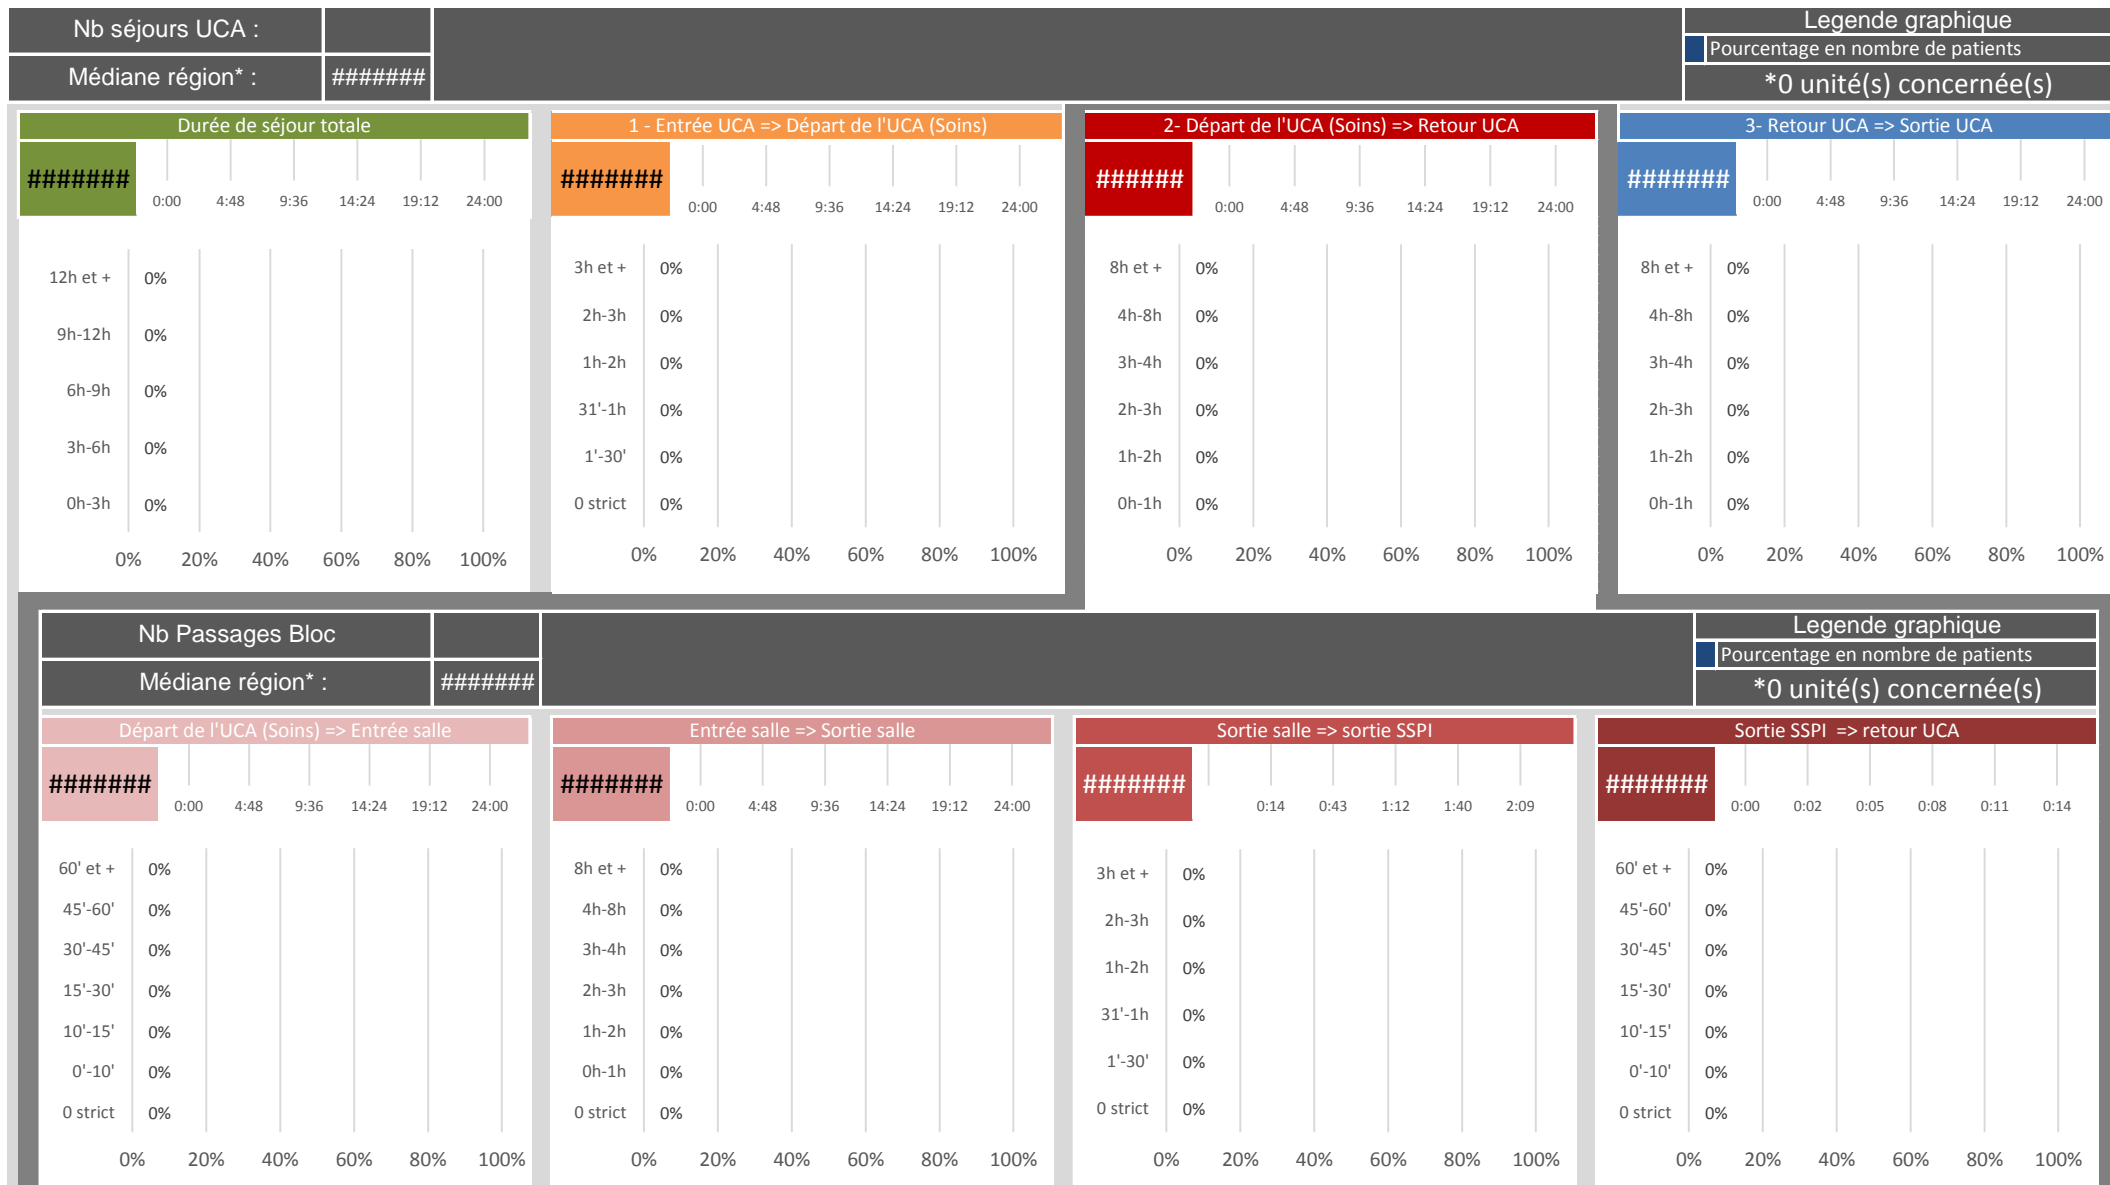 Nb séjours UCA :
Médiane région* : #######
Legende graphique
Pourcentage en nombre de patients
*0 unité(s) concernée(s)
Durée de séjour totale
#######
0:00 4:48 9:36 14:24 19:12 24:00
12h et + 0%
9h-12h 0%
6h-9h 0%
3h-6h 0%
0h-3h 0%
0% 20% 40% 60% 80% 100%
1 - Entrée UCA => Départ de l'UCA (Soins)
#######
0:00 4:48 9:36 14:24 19:12 24:00
3h et + 0%
2h-3h 0%
1h-2h 0%
31'-1h 0%
1'-30' 0%
0 strict 0%
0% 20% 40% 60% 80% 100%
2- Départ de l'UCA (Soins) => Retour UCA
######
0:00 4:48 9:36 14:24 19:12 24:00
8h et + 0%
4h-8h 0%
3h-4h 0%
2h-3h 0%
1h-2h 0%
0h-1h 0%
0% 20% 40% 60% 80% 100%
3- Retour UCA => Sortie UCA
#######
0:00 4:48 9:36 14:24 19:12 24:00
8h et + 0%
4h-8h 0%
3h-4h 0%
2h-3h 0%
1h-2h 0%
0h-1h 0%
0% 20% 40% 60% 80% 100%
Nb Passages Bloc
Médiane région* : #######
Legende graphique
Pourcentage en nombre de patients
*0 unité(s) concernée(s)
Départ de l'UCA (Soins) => Entrée salle
#######
0:00 4:48 9:36 14:24 19:12 24:00
60' et + 0%
45'-60' 0%
30'-45' 0%
15'-30' 0%
10'-15' 0%
0'-10' 0%
0 strict 0%
0% 20% 40% 60% 80% 100%
Entrée salle => Sortie salle
#######
0:00 4:48 9:36 14:24 19:12 24:00
8h et + 0%
4h-8h 0%
3h-4h 0%
2h-3h 0%
1h-2h 0%
0h-1h 0%
0 strict 0%
0% 20% 40% 60% 80% 100%
Sortie salle => sortie SSPI
#######
0:14 0:43 1:12 1:40 2:09
3h et + 0%
2h-3h 0%
1h-2h 0%
31'-1h 0%
1'-30' 0%
0 strict 0%
0% 20% 40% 60% 80% 100%
Sortie SSPI => retour UCA
#######
0:00 0:02 0:05 0:08 0:11 0:14
60' et + 0%
45'-60' 0%
30'-45' 0%
15'-30' 0%
10'-15' 0%
0'-10' 0%
0 strict 0%
0% 20% 40% 60% 80% 100%